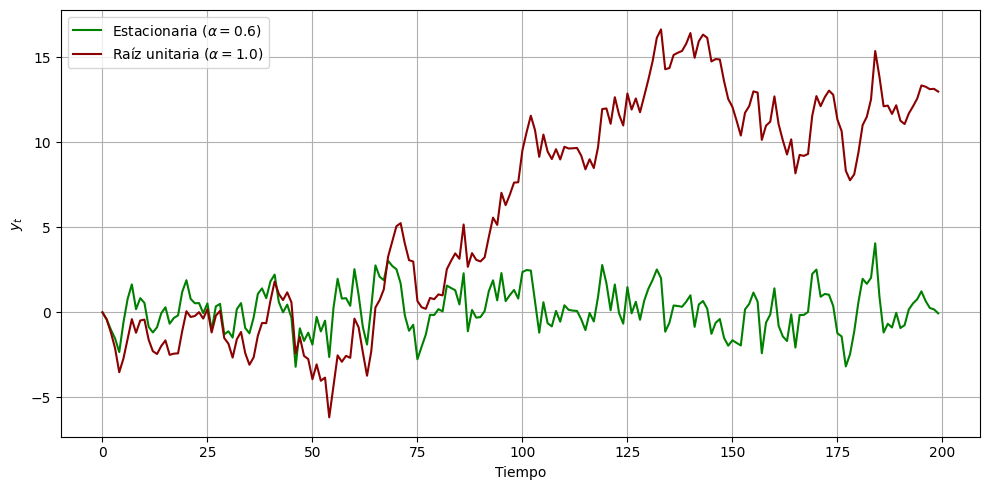 Estacionaria (α = 0.6)
Raíz unitaria (α = 1.0)
15
10
5
0
−5
y_t
0 25 50 75 100 125 150 175 200
Tiempo